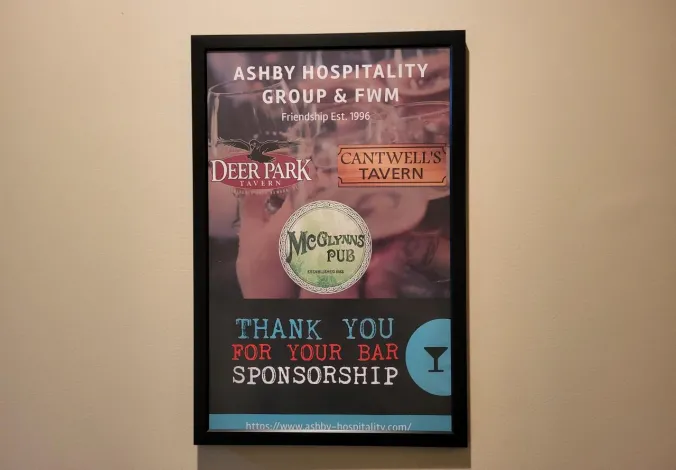 ASHBY HOSPITALITY
GROUP & FWM
Friendship Est. 1996
DEER PARK
TAVERN
CANTWELL'S
TAVERN
McGLYNNS
PUB
THANK YOU
FOR YOUR BAR
SPONSORSHIP
https://www.ashby-hospitality.com/